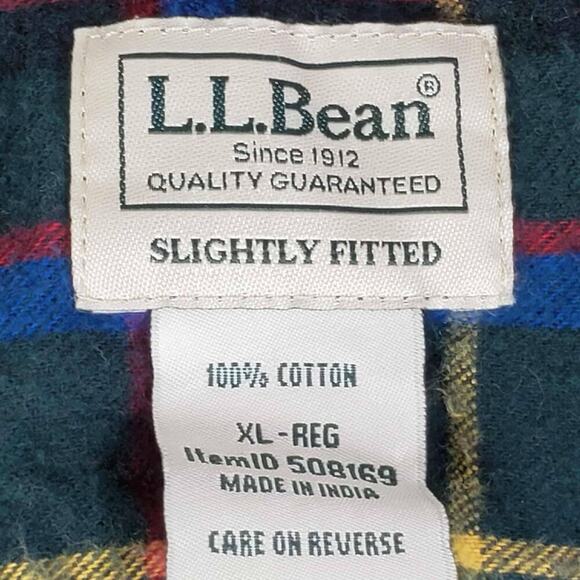 L.L.Bean®
Since 1912
QUALITY GUARANTEED
SLIGHTLY FITTED
100% COTTON
XL-REG
ItemID 508169
MADE IN INDIA
CARE ON REVERSE